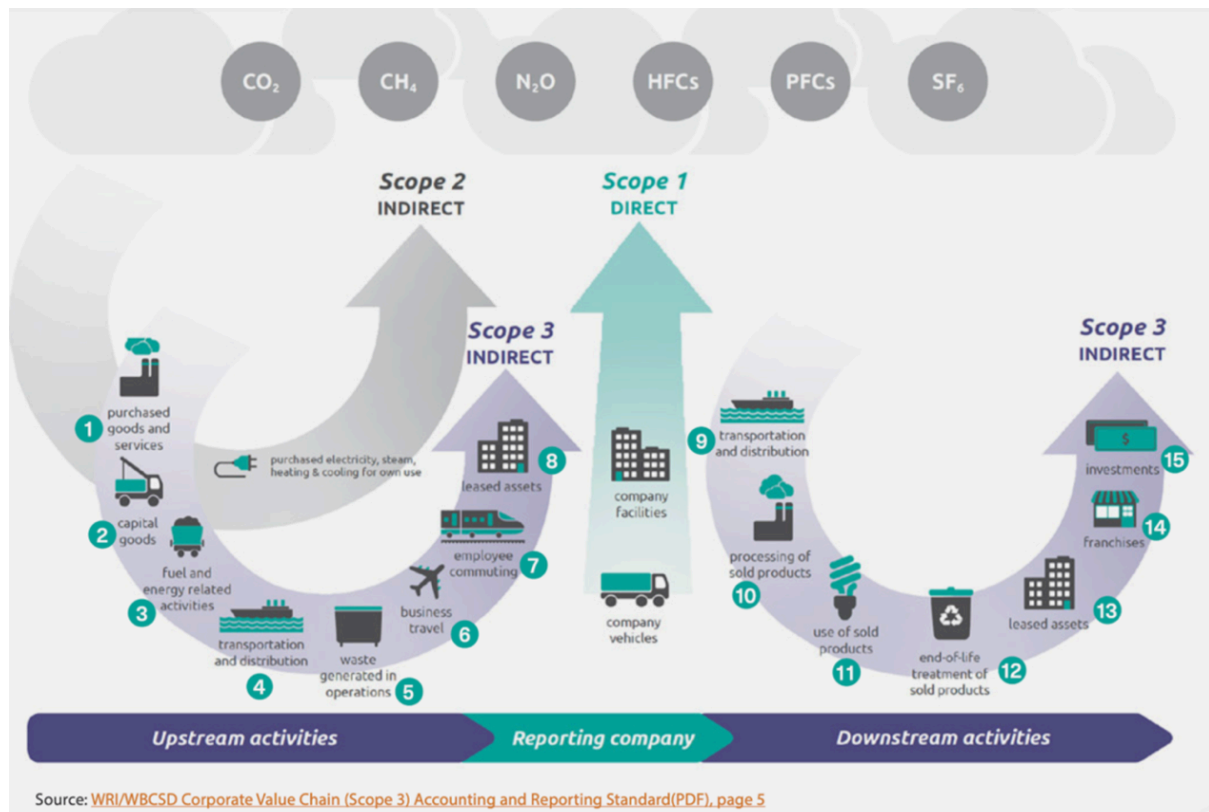 CO₂ CH₄ N₂O HFCs PFCs SF₆
Scope 2
INDIRECT
Scope 1
DIRECT
Scope 3
INDIRECT
Scope 3
INDIRECT
1
purchased
goods and
services
2
capital
goods
3
fuel and
energy related
activities
purchased electricity, steam,
heating & cooling for own use
4
transportation
and distribution
5
waste
generated in
operations
6
business
travel
7
employee
commuting
8
leased assets
company
facilities
company
vehicles
9
transportation
and distribution
10
processing of
sold products
11
use of sold
products
12
end-of-life
treatment of
sold products
13
leased assets
14
franchises
$
15
investments
Upstream activities
Reporting company
Downstream activities
Source: WRI/WBCSD Corporate Value Chain (Scope 3) Accounting and Reporting Standard(PDF), page 5